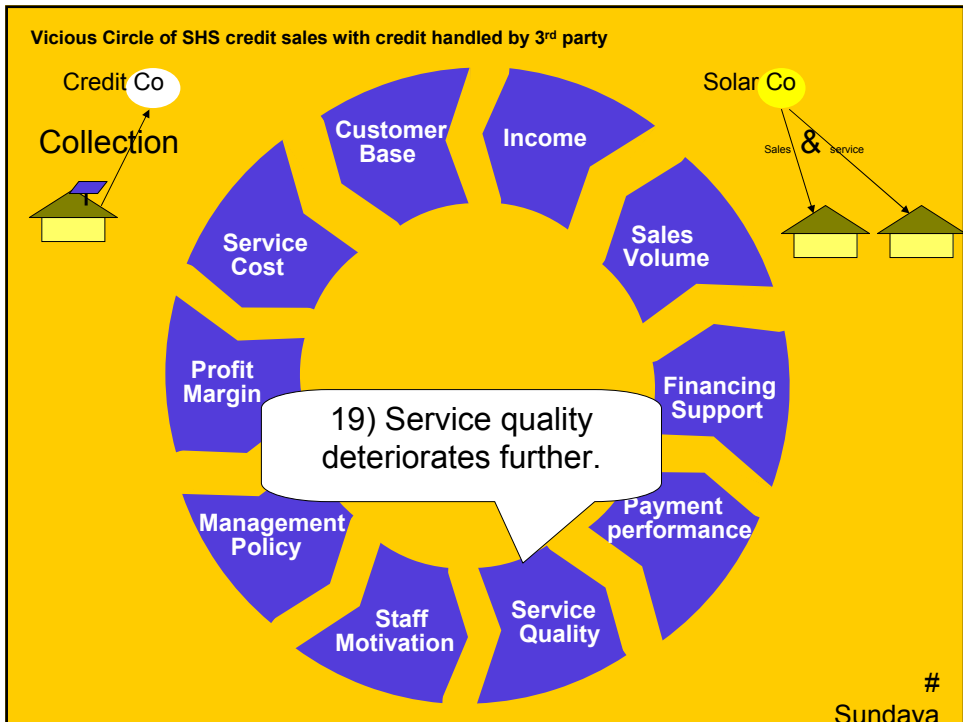 Vicious Circle of SHS credit sales with credit handled by 3rd party
Credit Co
Collection
Solar Co
Sales & service
Customer
Base
Income
Sales
Volume
Financing
Support
Payment
performance
Service
Quality
Staff
Motivation
Management
Policy
Profit
Margin
Service
Cost
19) Service quality
deteriorates further.
#
Sundaya